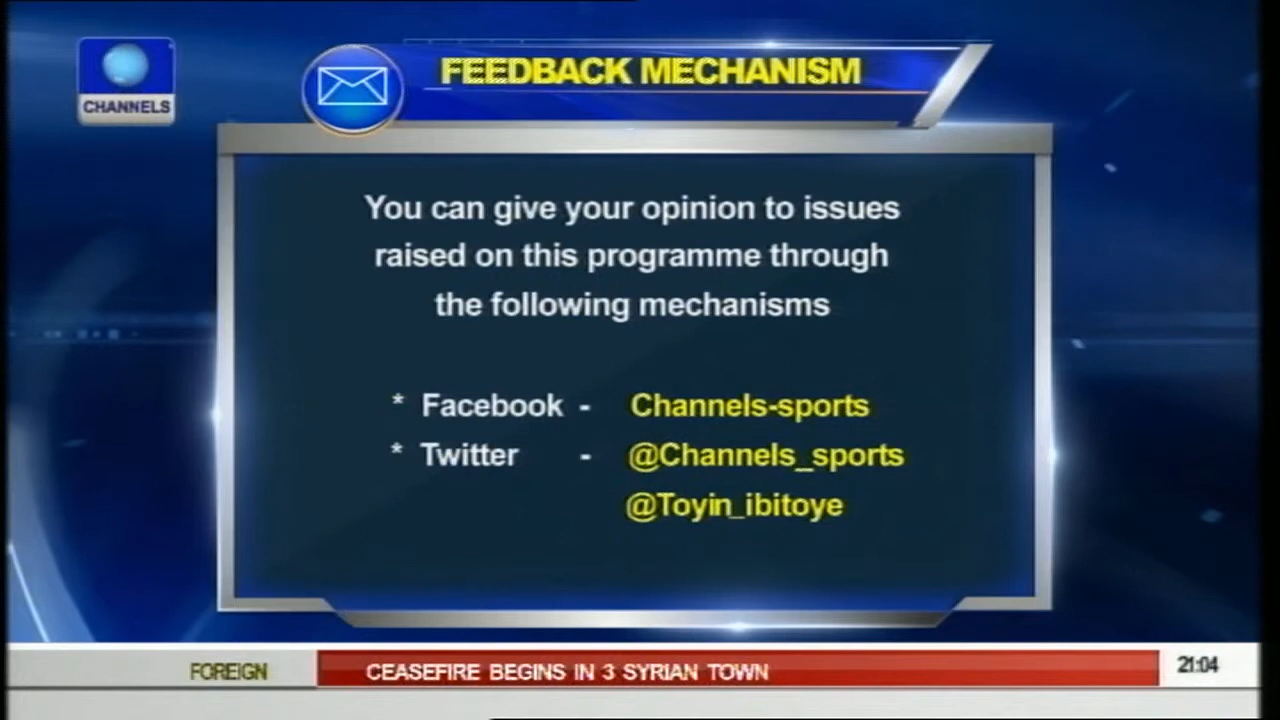 CHANNELS
FEEDBACK MECHANISM
You can give your opinion to issues
raised on this programme through
the following mechanisms
* Facebook - Channels-sports
* Twitter - @Channels_sports
@Toyin_ibitoye
FOREIGN CEASEFIRE BEGINS IN 3 SYRIAN TOWN 21:04